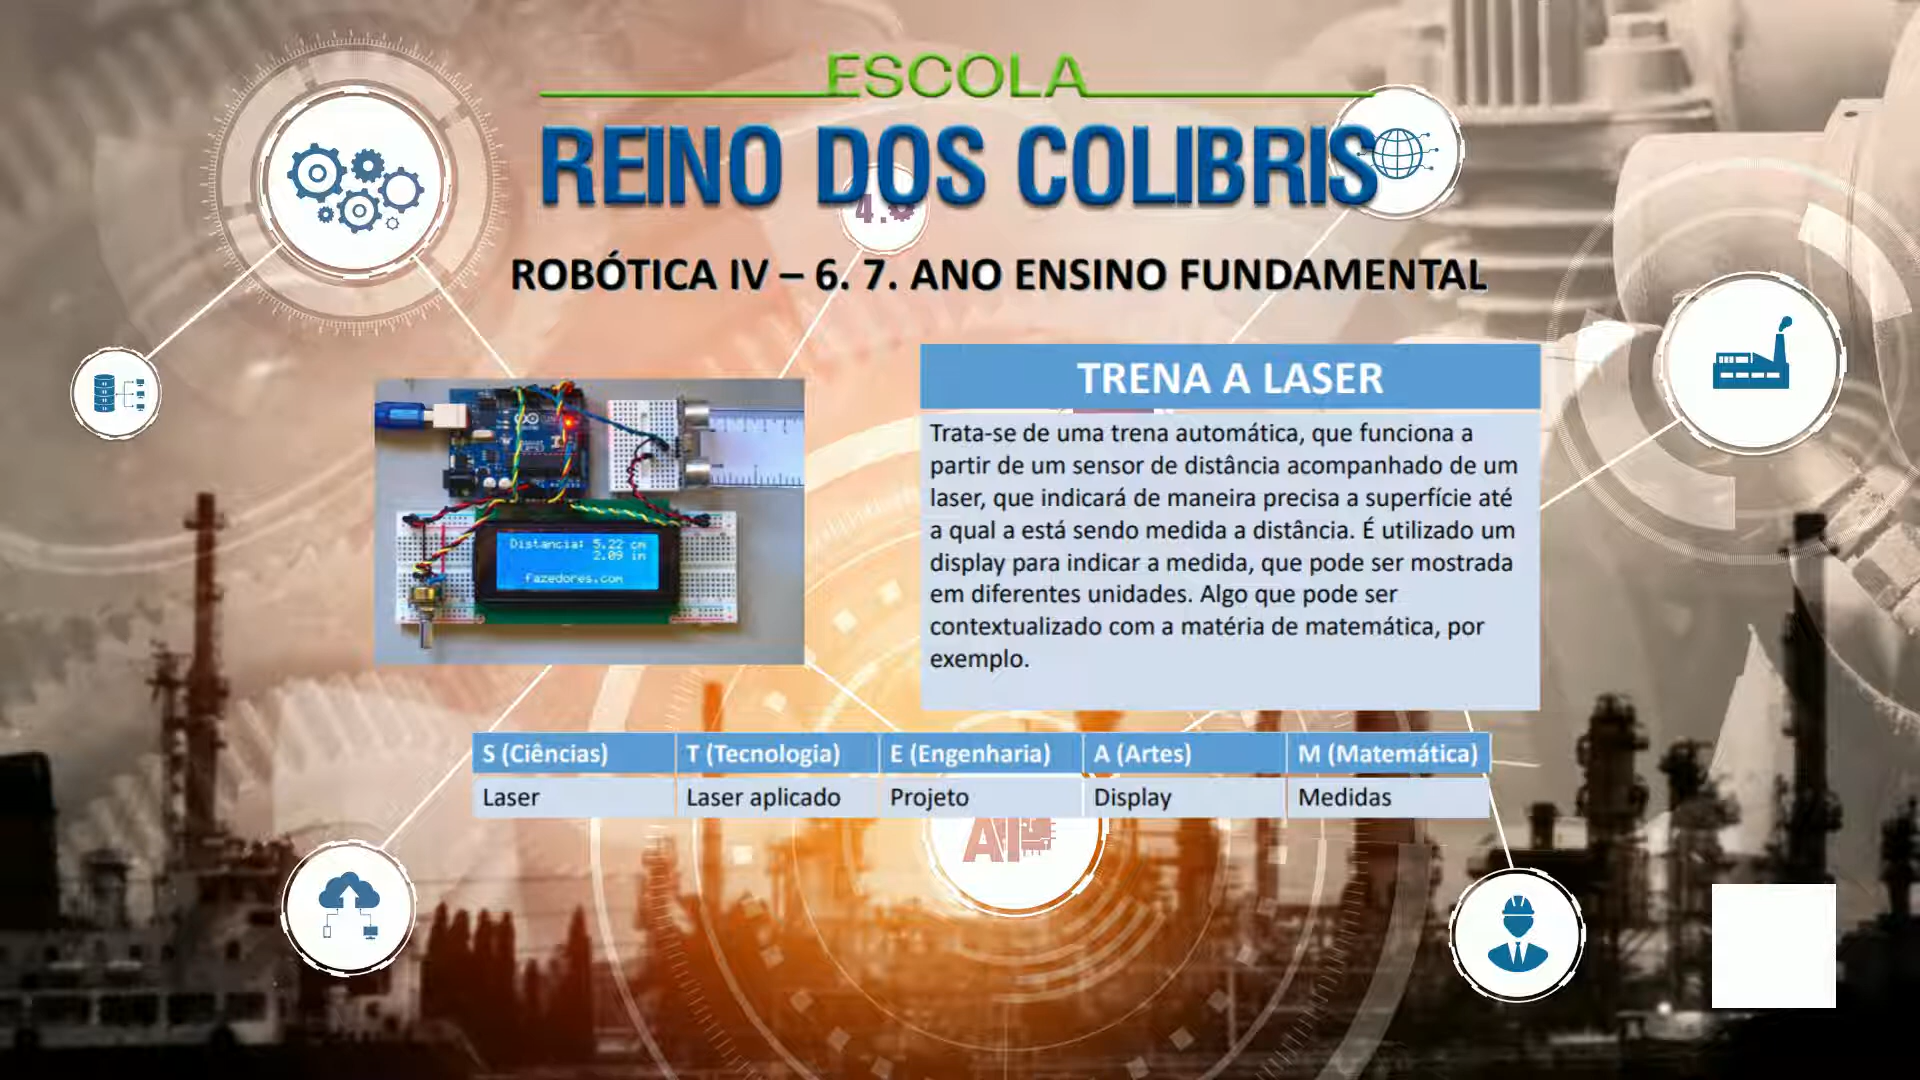 ESCOLA
REINO DOS COLIBRIS
4.0
ROBÓTICA IV – 6. 7. ANO ENSINO FUNDAMENTAL
TRENA A LASER
Trata-se de uma trena automática, que funciona a
partir de um sensor de distância acompanhado de um
laser, que indicará de maneira precisa a superfície até
a qual a está sendo medida a distância. É utilizado um
display para indicar a medida, que pode ser mostrada
em diferentes unidades. Algo que pode ser
contextualizado com a matéria de matemática, por
exemplo.
Distancia: 5.22 cm
2.09 in
fazedores.com
S (Ciências) T (Tecnologia) E (Engenharia) A (Artes) M (Matemática)
Laser Laser aplicado Projeto Display Medidas
AI